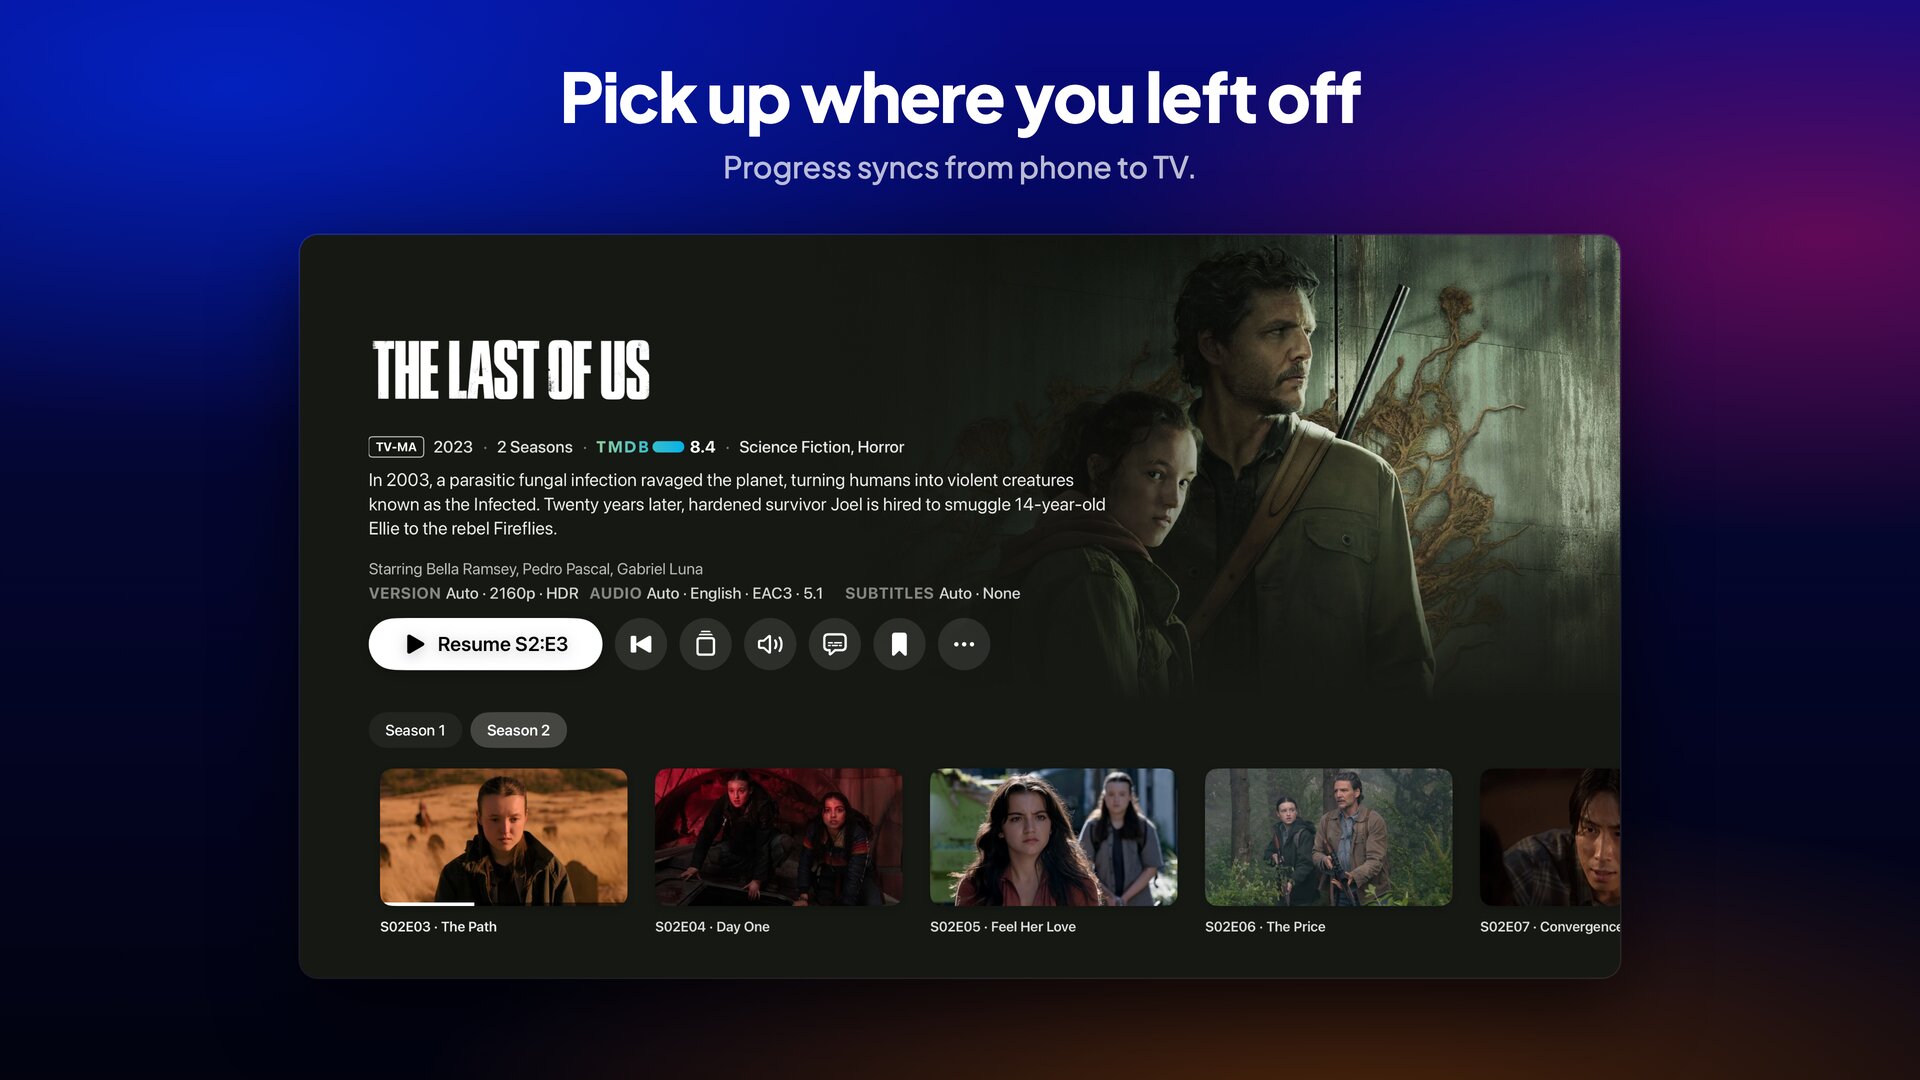 Pick up where you left off
Progress syncs from phone to TV.
THE LAST OF US
TV-MA 2023 · 2 Seasons · TMDB 8.4 · Science Fiction, Horror
In 2003, a parasitic fungal infection ravaged the planet, turning humans into violent creatures
known as the Infected. Twenty years later, hardened survivor Joel is hired to smuggle 14-year-old
Ellie to the rebel Fireflies.
Starring Bella Ramsey, Pedro Pascal, Gabriel Luna
VERSION Auto · 2160p · HDR AUDIO Auto · English · EAC3 · 5.1 SUBTITLES Auto · None
Resume S2:E3
Season 1 Season 2
S02E03 · The Path
S02E04 · Day One
S02E05 · Feel Her Love
S02E06 · The Price
S02E07 · Convergence